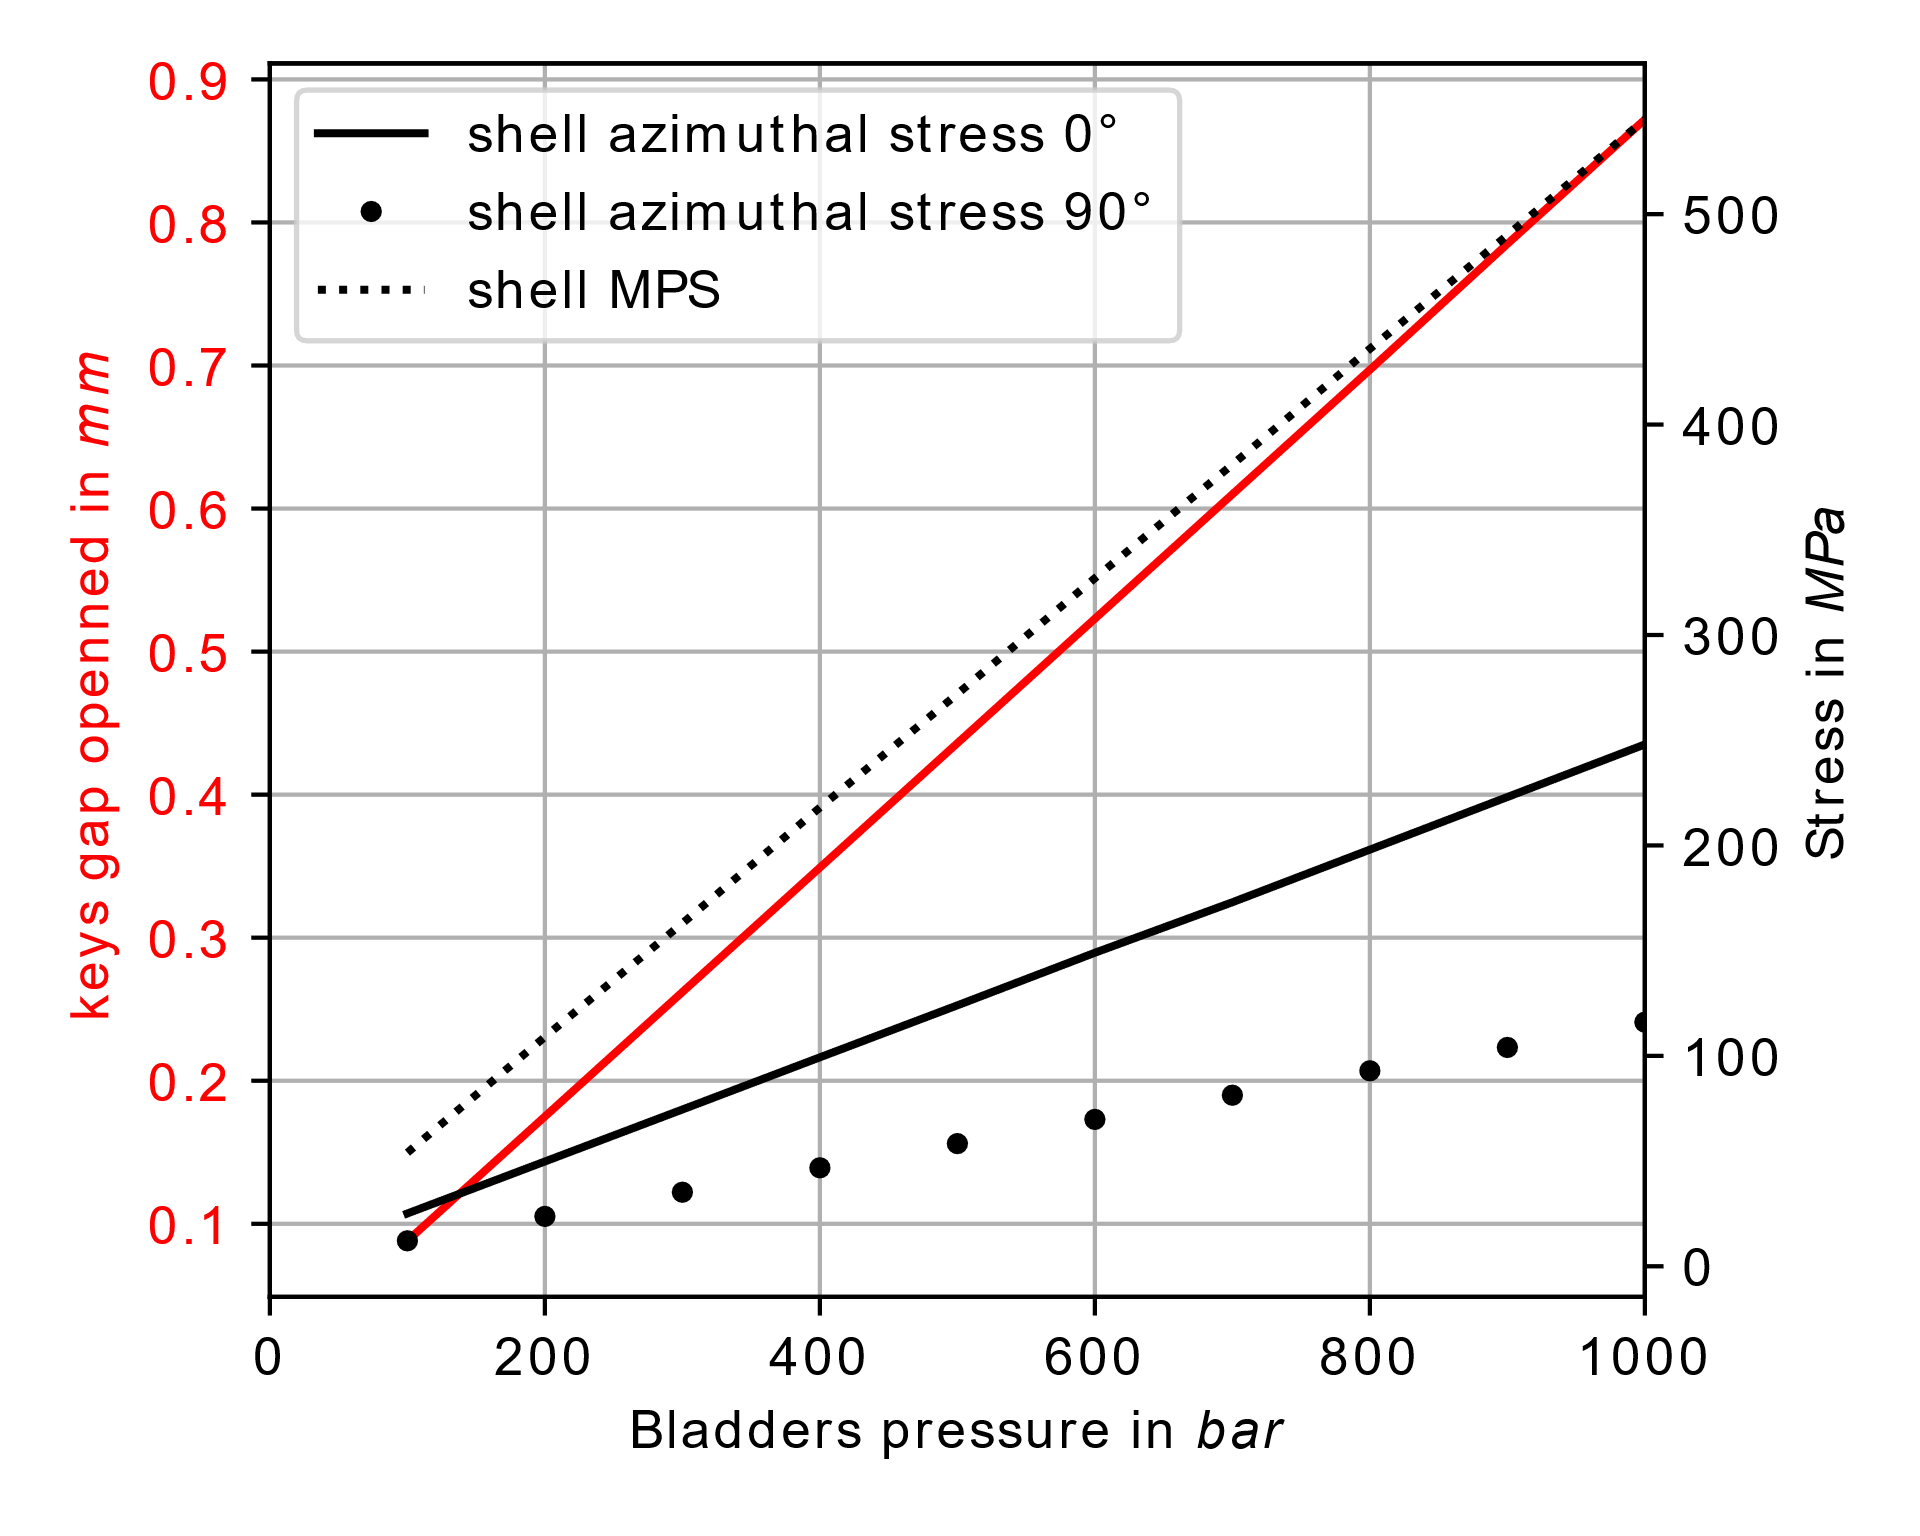 shell azimuthal stress 0°
shell azimuthal stress 90°
shell MPS
keys gap openned in mm
0.9
0.8
0.7
0.6
0.5
0.4
0.3
0.2
0.1
500
400
300
200
100
0
Stress in MPa
0 200 400 600 800 1000
Bladders pressure in bar